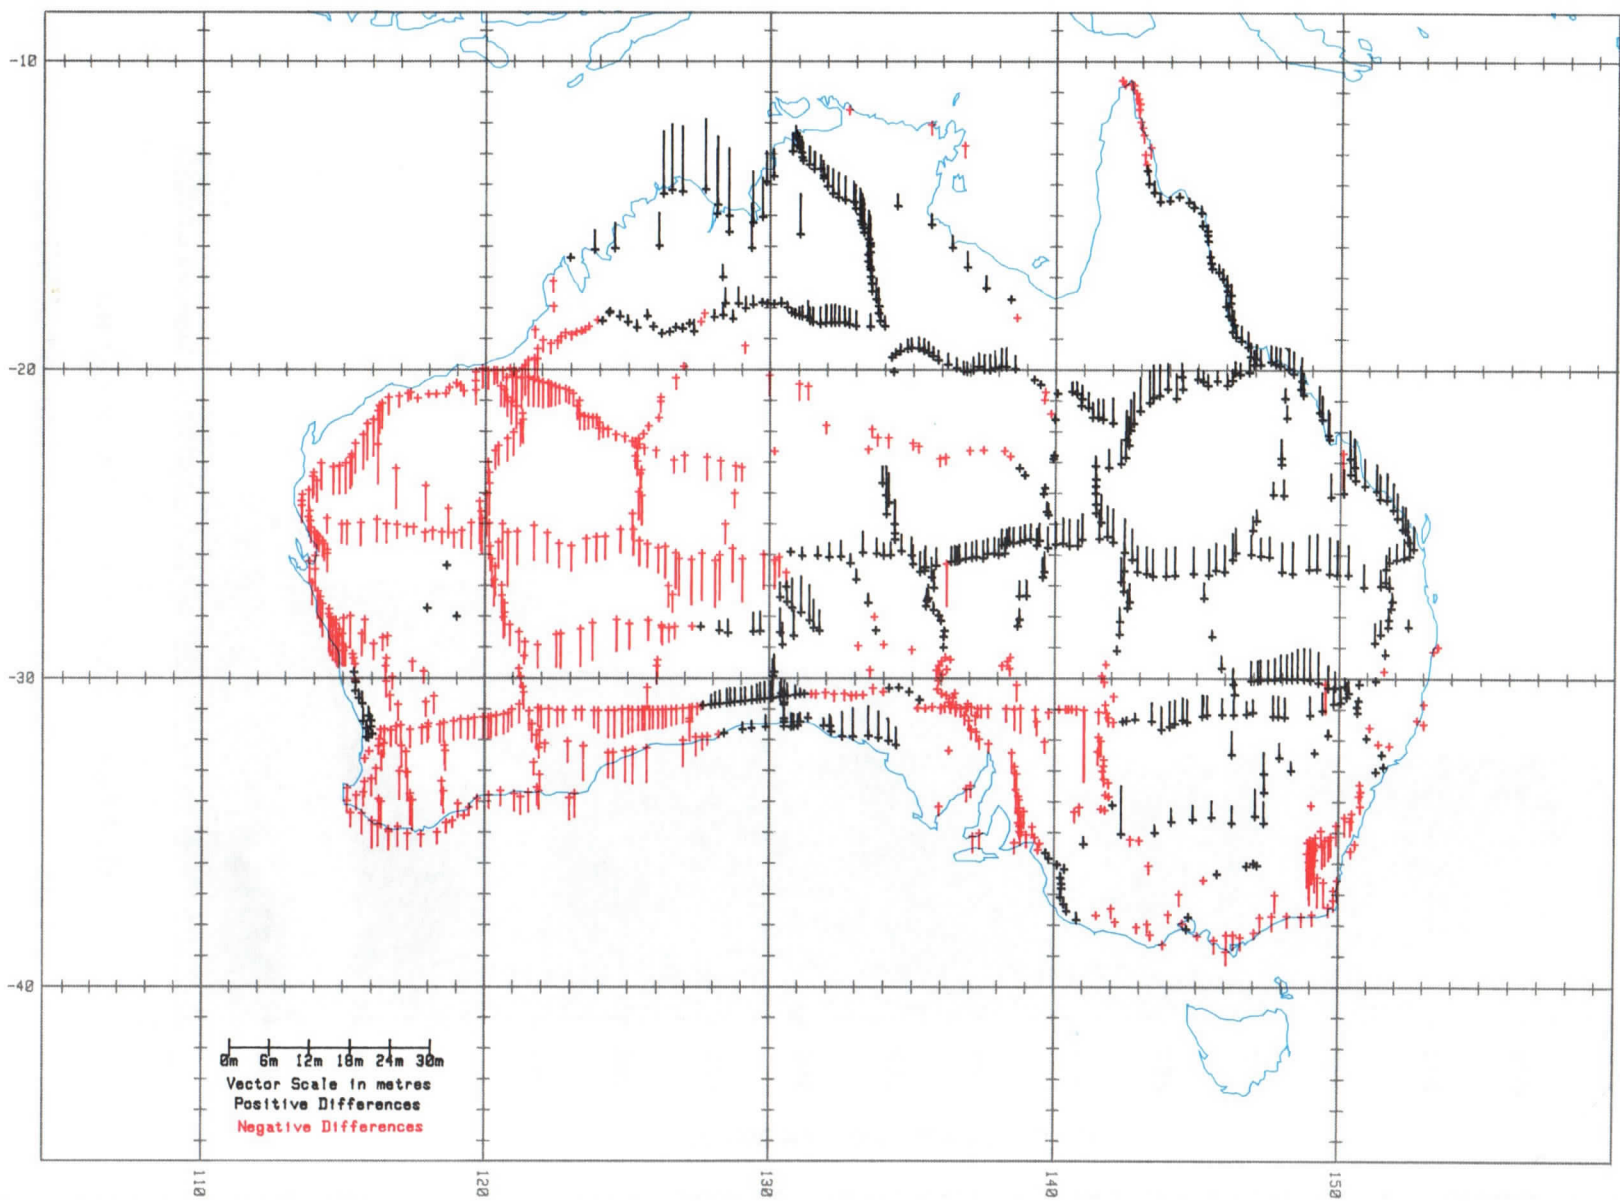 -10
-20
-30
-40
0m 6m 12m 18m 24m 30m
Vector Scale in metres
Positive Differences
Negative Differences
110 120 130 140 150